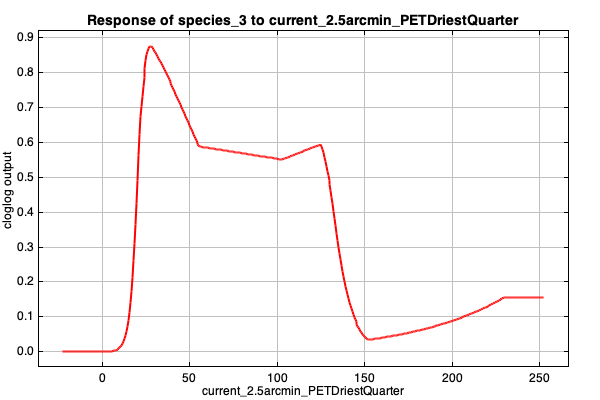 Response of species_3 to current_2.5arcmin_PETDriestQuarter
cloglog output
0.9
0.8
0.7
0.6
0.5
0.4
0.3
0.2
0.1
0.0
0 50 100 150 200 250
current_2.5arcmin_PETDriestQuarter